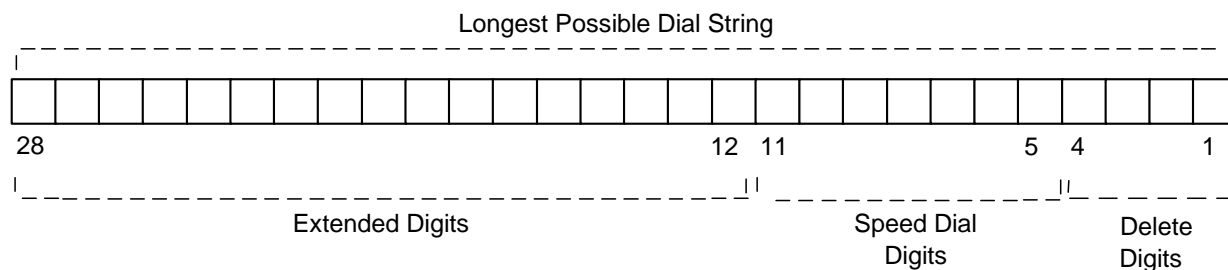 Longest Possible Dial String
28 12 11 5 4 1
Extended Digits Speed Dial Delete
Digits Digits